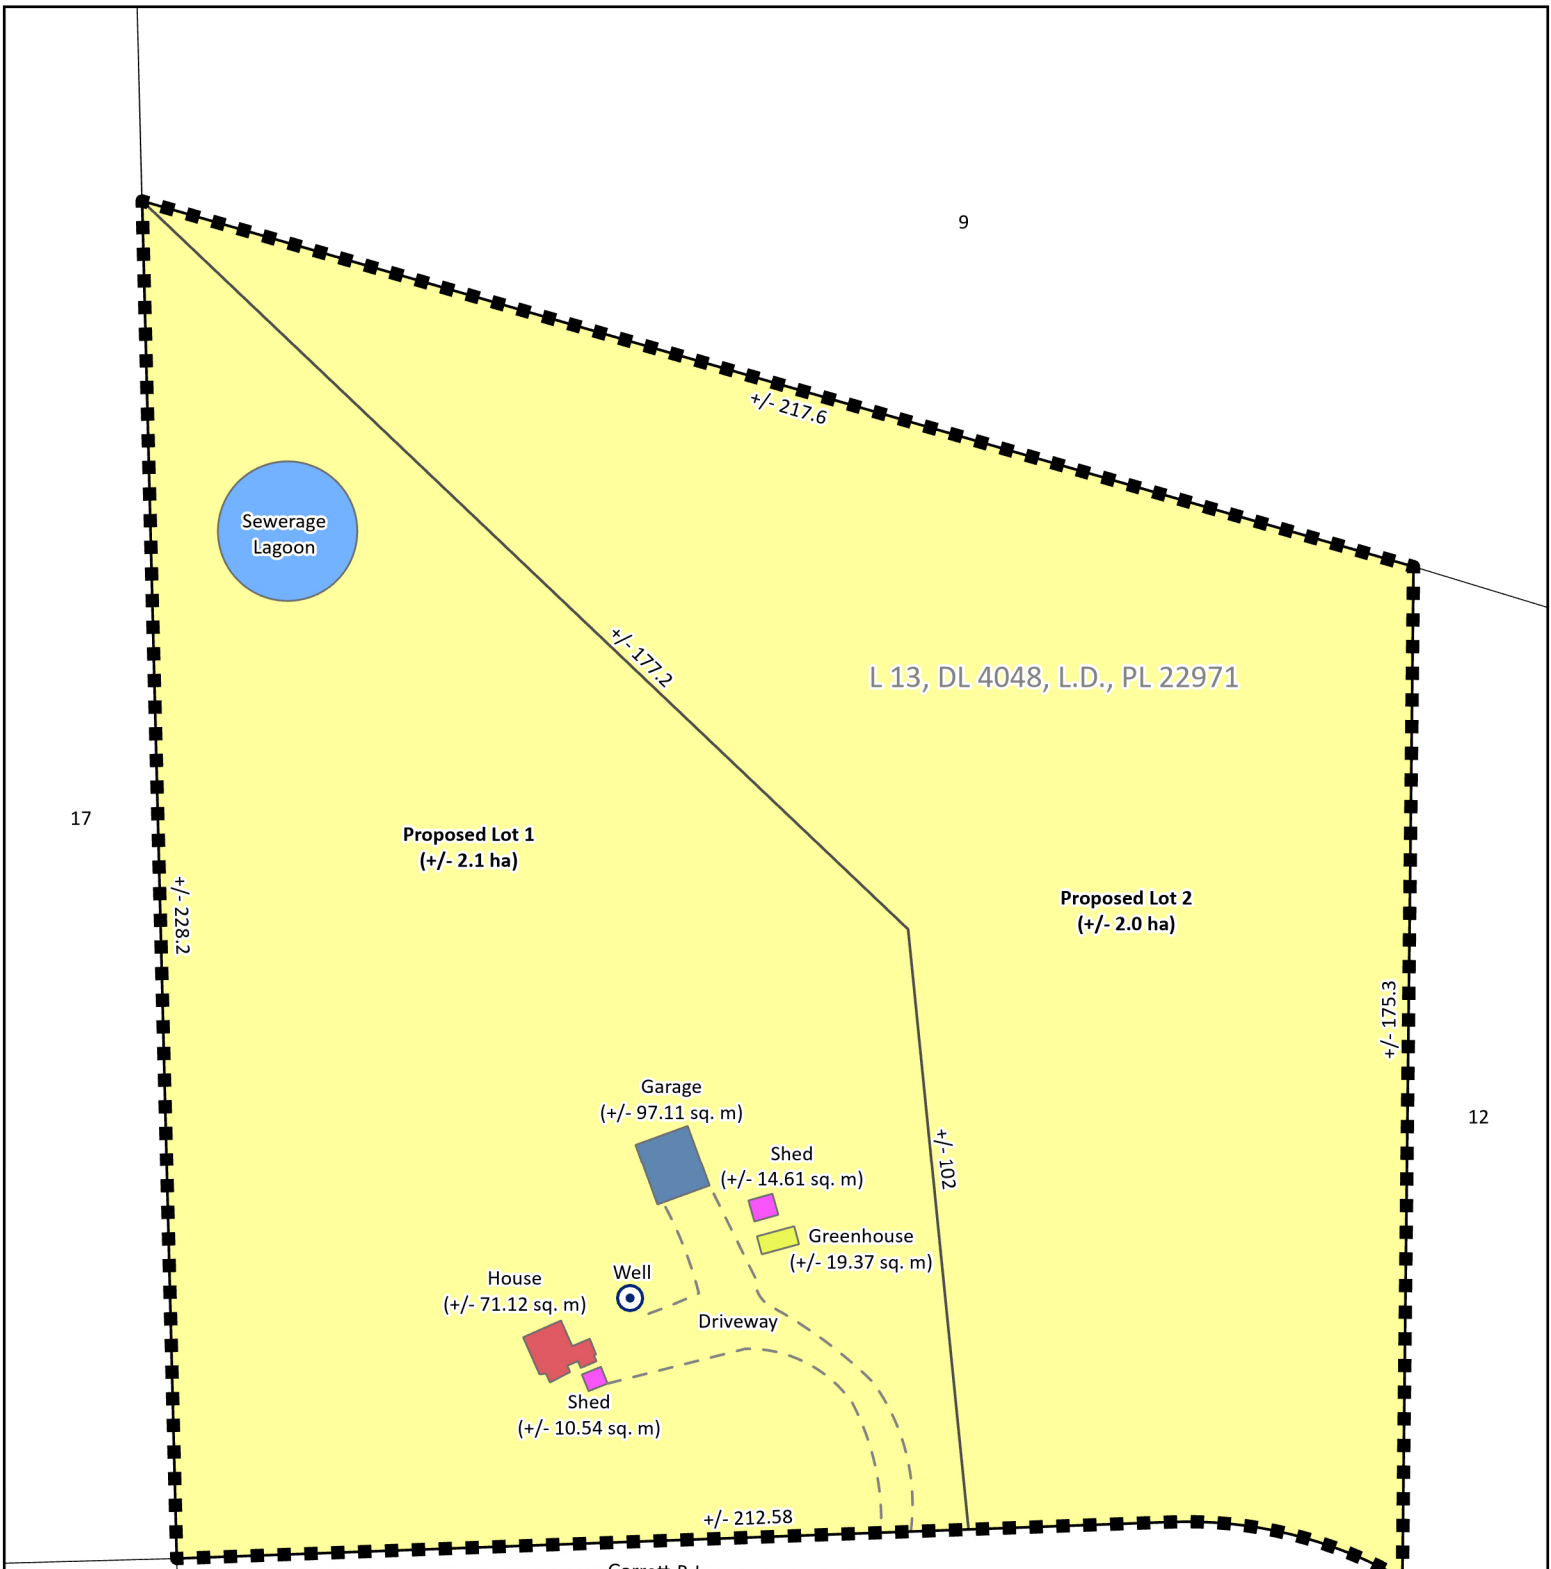 9
+/- 217.6
Sewerage
Lagoon
+/- 177.2
L 13, DL 4048, L.D., PL 22971
17
Proposed Lot 1
(+/- 2.1 ha)
+/- 228.2
Proposed Lot 2
(+/- 2.0 ha)
+/- 175.3
Garage
(+/- 97.11 sq. m)
12
+/- 102
Shed
(+/- 14.61 sq. m)
Greenhouse
(+/- 19.37 sq. m)
Well
House
(+/- 71.12 sq. m)
Driveway
Shed
(+/- 10.54 sq. m)
+/- 212.58